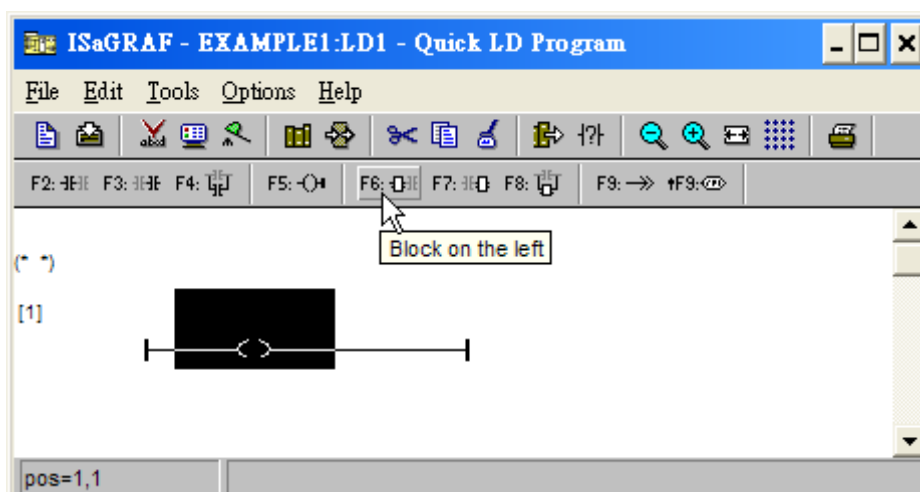 ISaGRAF - EXAMPLE1:LD1 - Quick LD Program
File Edit Tools Options Help
F2: F3: F4: F5: F6: F7: F8: F9: F9:
Block on the left
(* *)
[1]
pos=1,1